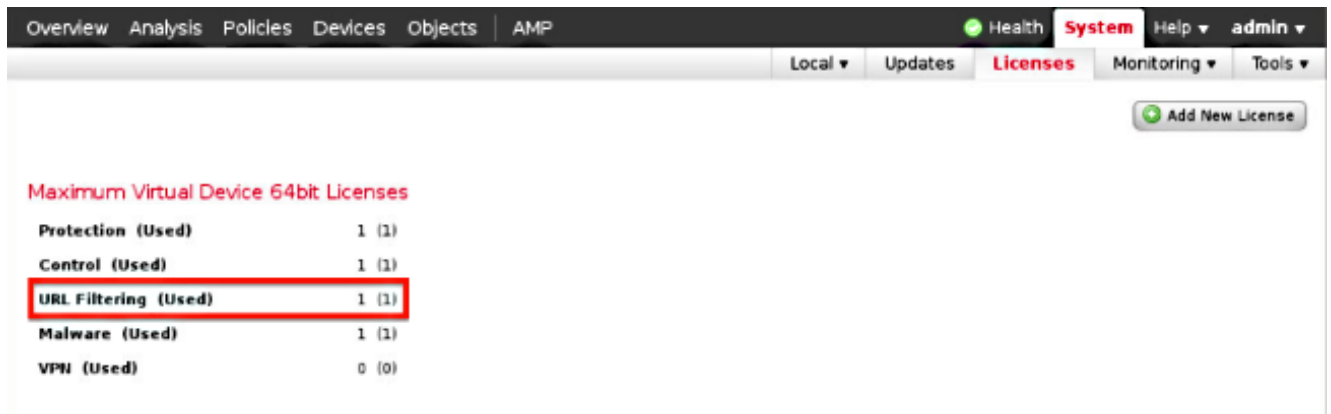 Overview Analysis Policies Devices Objects AMP Health System Help ▾ admin ▾
Local ▾ Updates Licenses Monitoring ▾ Tools ▾
Add New License
Maximum Virtual Device 64bit Licenses
Protection (Used) 1 (1)
Control (Used) 1 (1)
URL Filtering (Used) 1 (1)
Malware (Used) 1 (1)
VPN (Used) 0 (0)